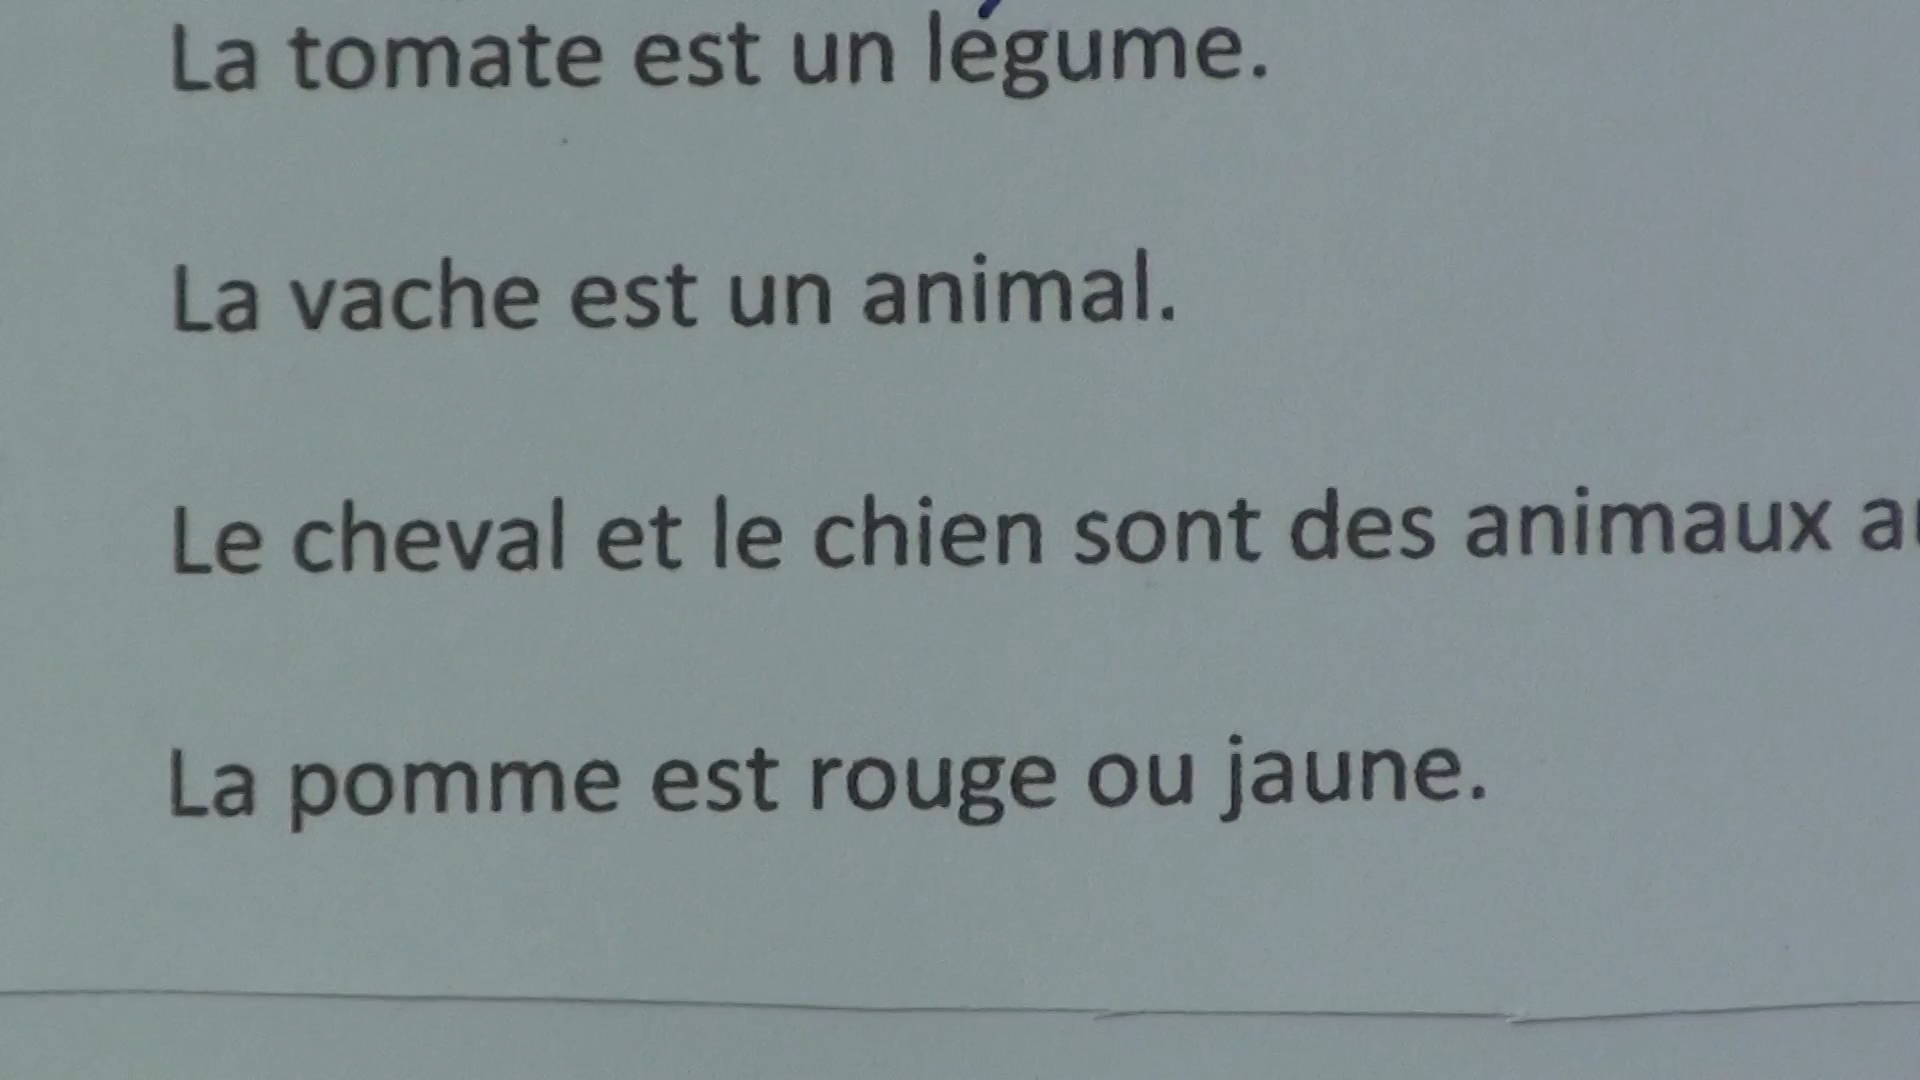 La tomate est un légume.
La vache est un animal.
Le cheval et le chien sont des animaux
La pomme est rouge ou jaune.